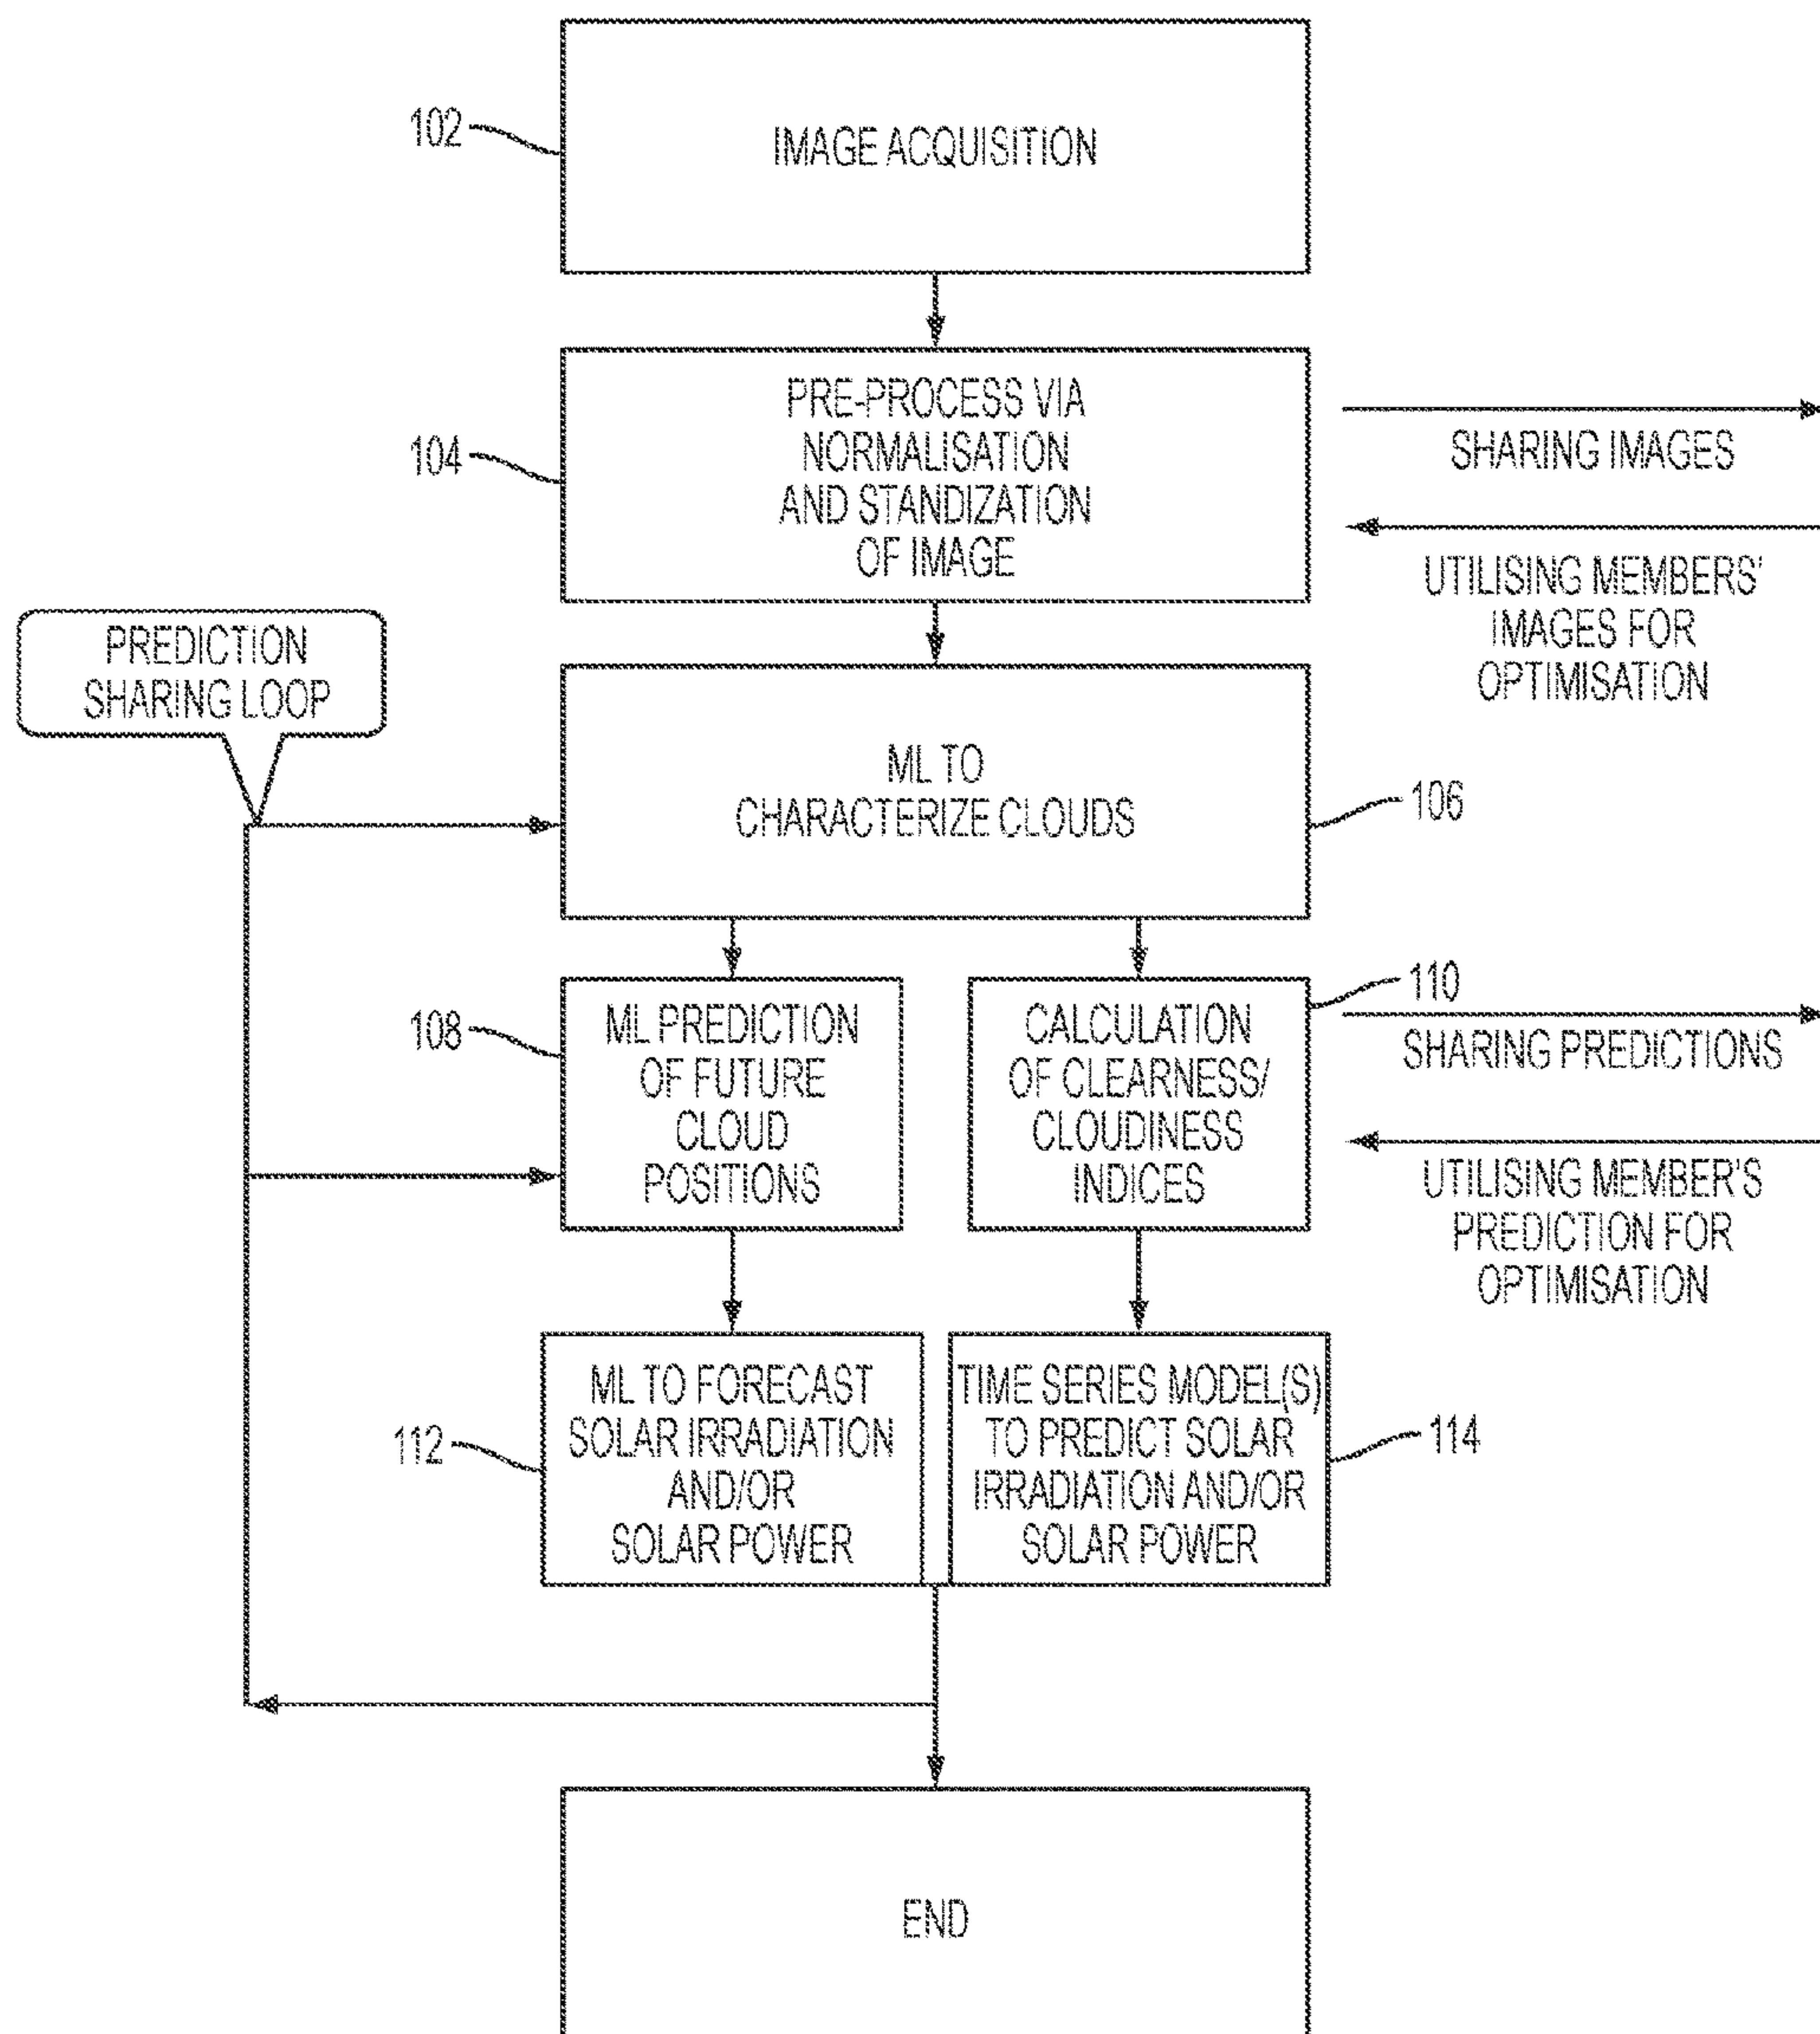 102
IMAGE ACQUISITION
104
PRE-PROCESS VIA
NORMALISATION
AND STANDIZATION
OF IMAGE
SHARING IMAGES
UTILISING MEMBERS'
IMAGES FOR
OPTIMISATION
PREDICTION
SHARING LOOP
ML TO
CHARACTERIZE CLOUDS
106
108
ML PREDICTION
OF FUTURE
CLOUD
POSITIONS
CALCULATION
OF CLEARNESS/
CLOUDINESS
INDICES
110
SHARING PREDICTIONS
UTILISING MEMBER'S
PREDICTION FOR
OPTIMISATION
112
ML TO FORECAST
SOLAR IRRADIATION
AND/OR
SOLAR POWER
TIME SERIES MODEL(S)
TO PREDICT SOLAR
IRRADIATION AND/OR
SOLAR POWER
114
END